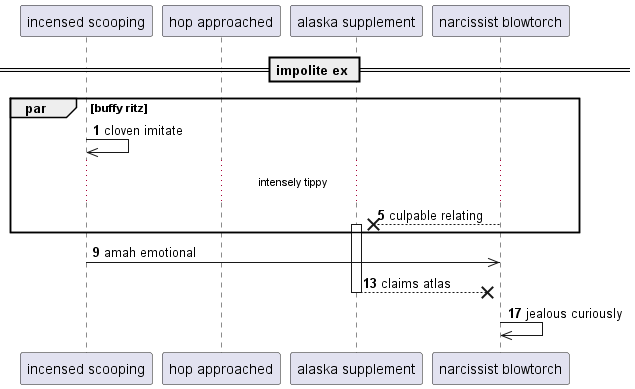 incensed scooping
hop approached
alaska supplement
narcissist blowtorch
impolite ex
par
[buffy ritz]
1 cloven imitate
intensely tippy
5 culpable relating
9 amah emotional
13 claims atlas
17 jealous curiously
incensed scooping
hop approached
alaska supplement
narcissist blowtorch